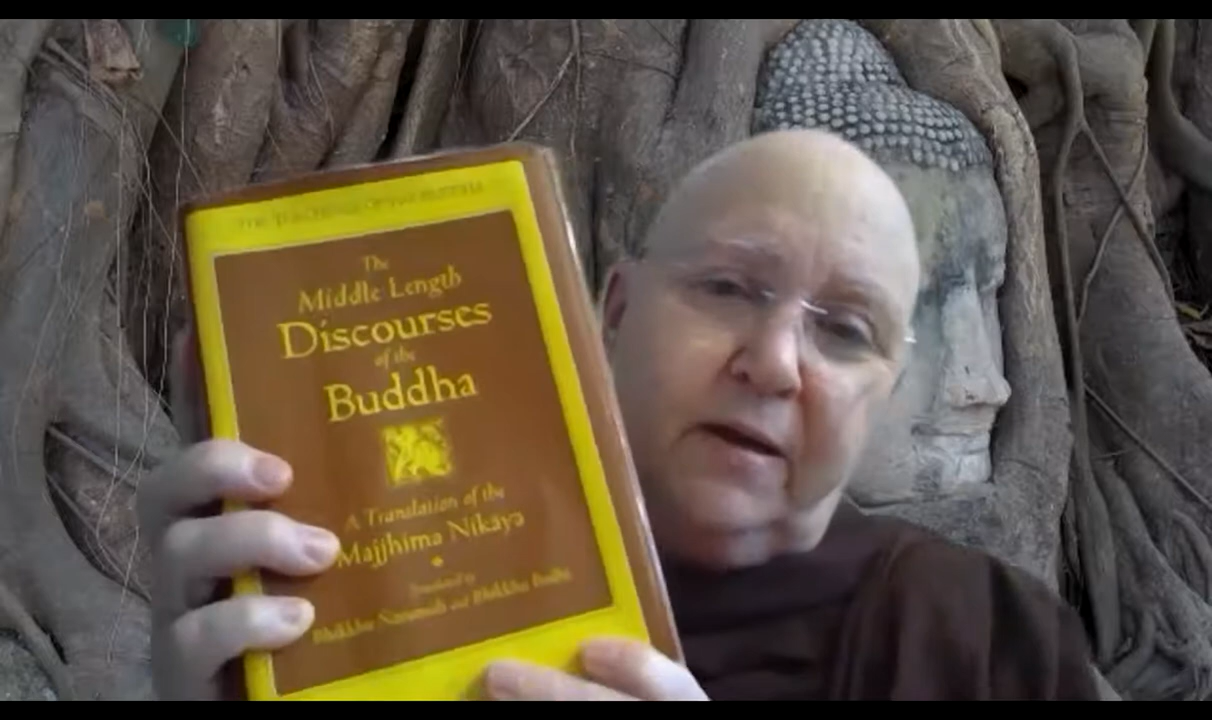 THE TEACHINGS OF THE BUDDHA
The
Middle Length
Discourses
of the
Buddha
A Translation of the
Majjhima Nikāya
Translated by
Bhikkhu Ñāṇamoli and Bhikkhu Bodhi